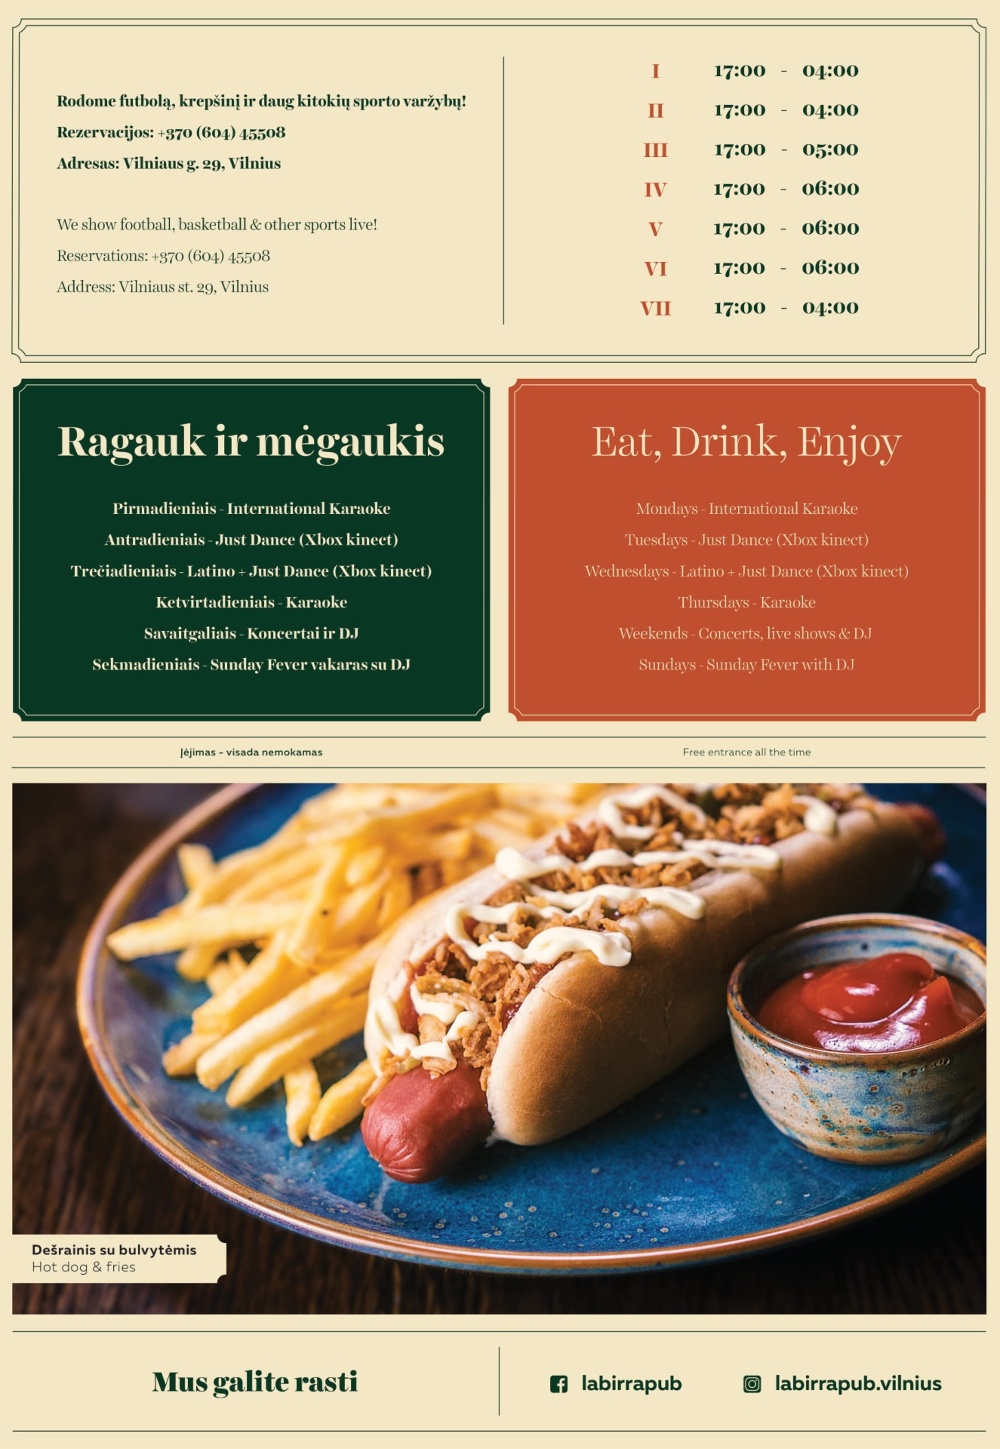 Rodome futbolą, krepšinį ir daug kitokių sporto varžybų!
Rezervacijos: +370 (604) 45508
Adresas: Vilniaus g. 29, Vilnius
We show football, basketball & other sports live!
Reservations: +370 (604) 45508
Address: Vilniaus st. 29, Vilnius
I 17:00 - 04:00
II 17:00 - 04:00
III 17:00 - 05:00
IV 17:00 - 06:00
V 17:00 - 06:00
VI 17:00 - 06:00
VII 17:00 - 04:00
Ragauk ir mėgaukis
Pirmadieniais - International Karaoke
Antradieniais - Just Dance (Xbox kinect)
Trečiadieniais - Latino + Just Dance (Xbox kinect)
Ketvirtadieniais - Karaoke
Savaitgaliais - Koncertai ir DJ
Sekmadieniais - Sunday Fever vakaras su DJ
Eat, Drink, Enjoy
Mondays - International Karaoke
Tuesdays - Just Dance (Xbox kinect)
Wednesdays - Latino + Just Dance (Xbox kinect)
Thursdays - Karaoke
Weekends - Concerts, live shows & DJ
Sundays - Sunday Fever with DJ
Įėjimas - visada nemokamas
Free entrance all the time
Dešrainis su bulvytėmis
Hot dog & fries
Mus galite rasti
labirrapub
labirrapub.vilnius